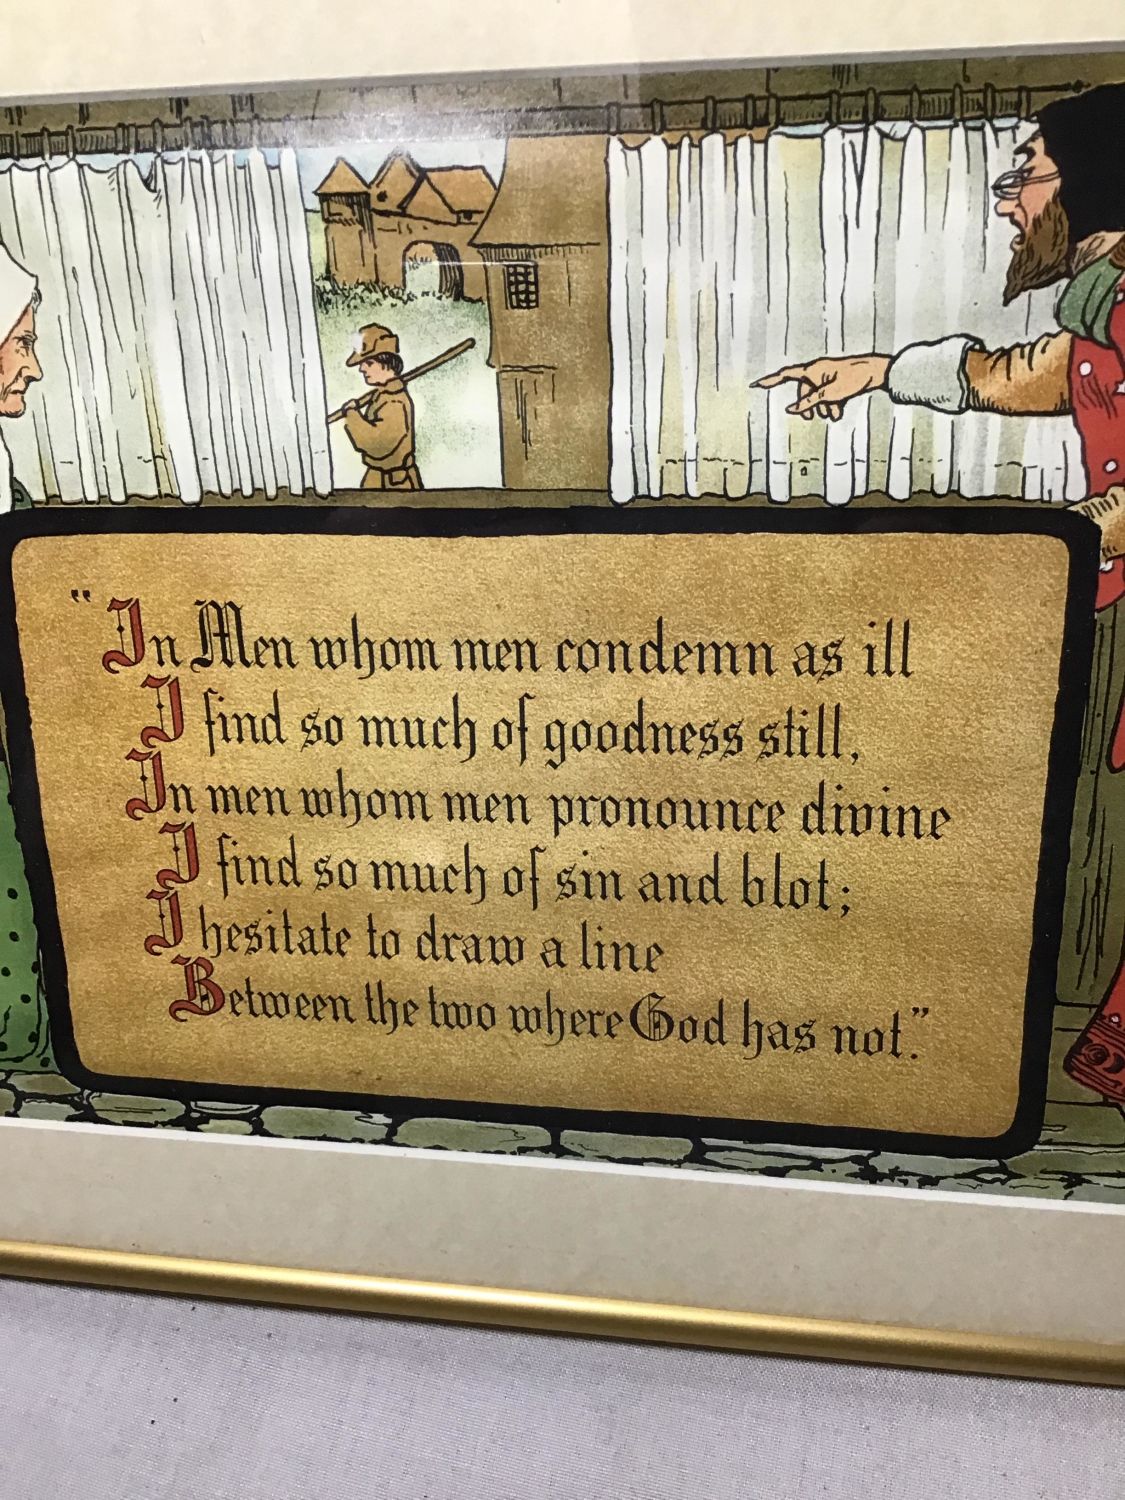 "In Men whom men condemn as ill
I find so much of goodness still,
In men whom men pronounce divine
I find so much of sin and blot;
I hesitate to draw a line
Between the two where God has not."